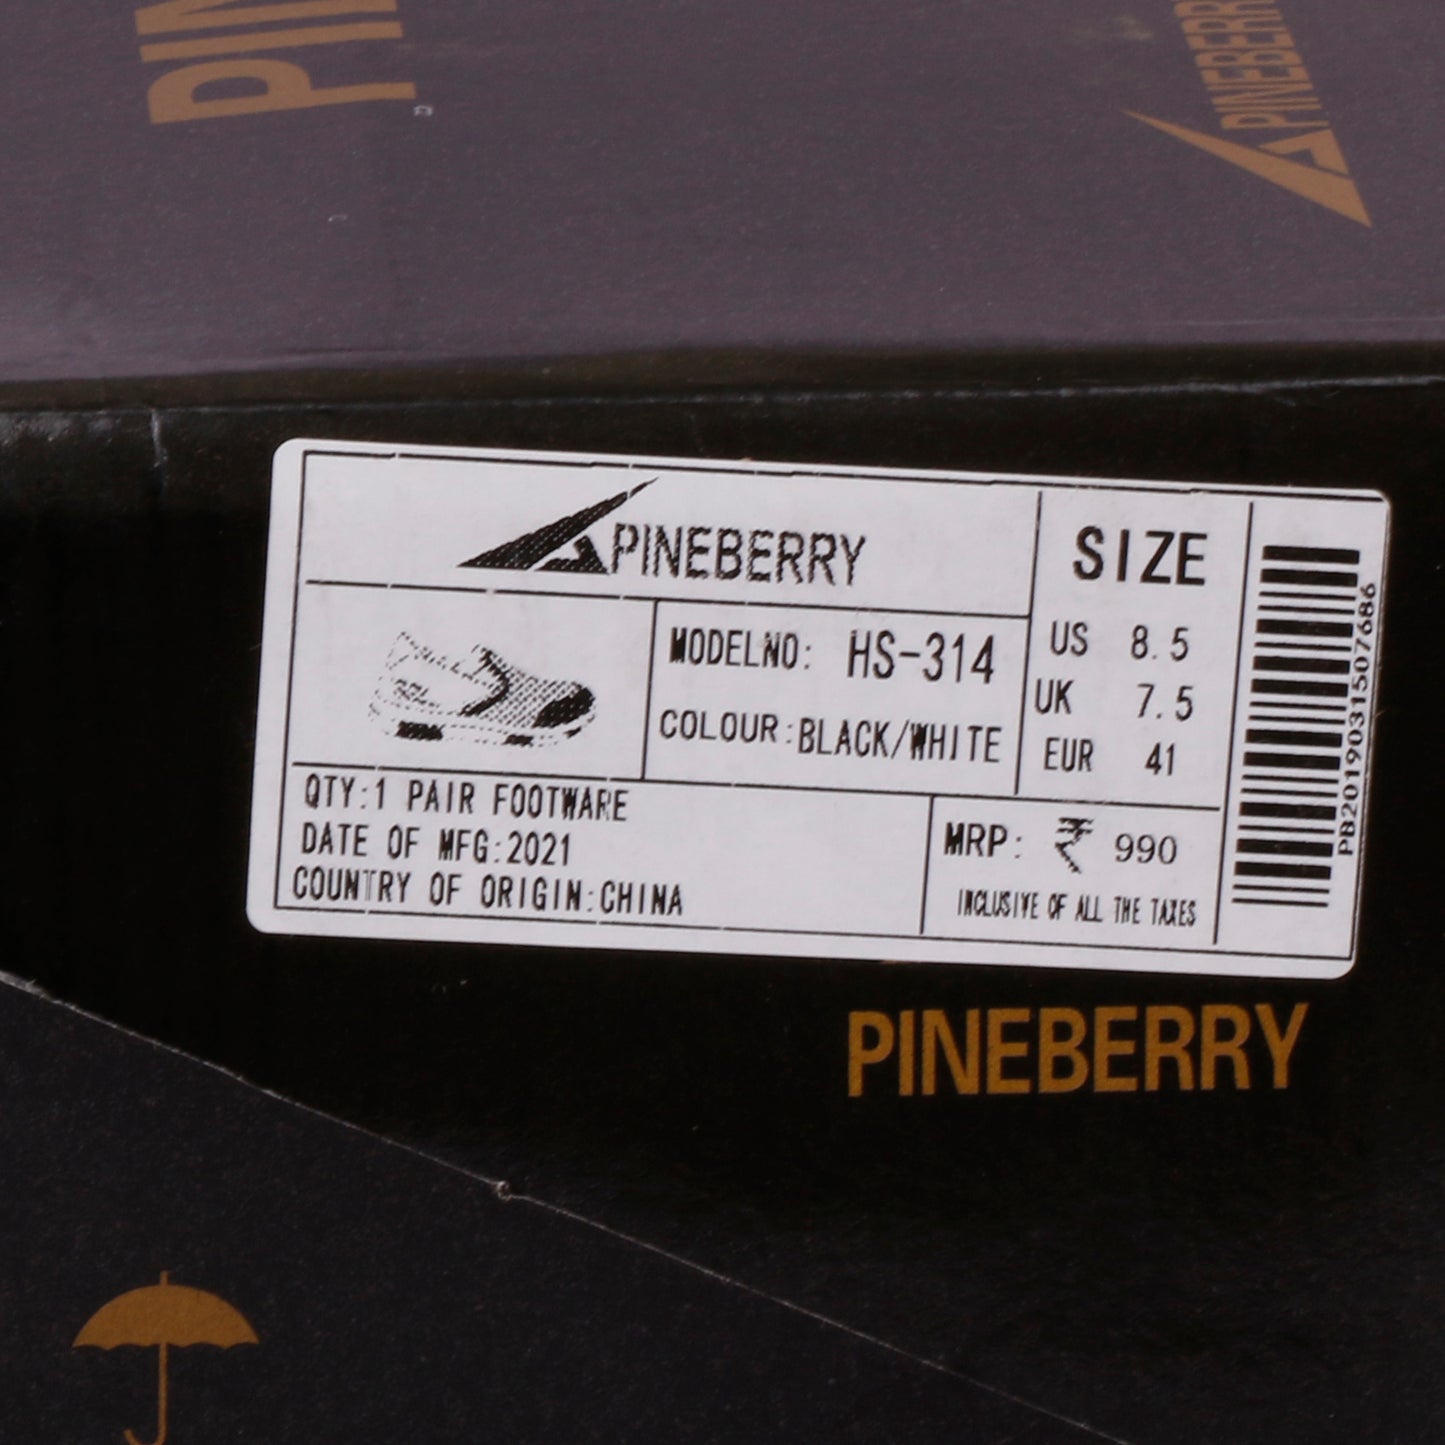 PIN
PINEBERRY
PINEBERRY
SIZE
MODELNO: HS-314
COLOUR:BLACK/WHITE
US 8.5
UK 7.5
EUR 41
QTY:1 PAIR FOOTWARE
DATE OF MFG:2021
COUNTRY OF ORIGIN:CHINA
MRP: ₹ 990
INCLUSIVE OF ALL THE TAXES
PB2019031507686
PINEBERRY